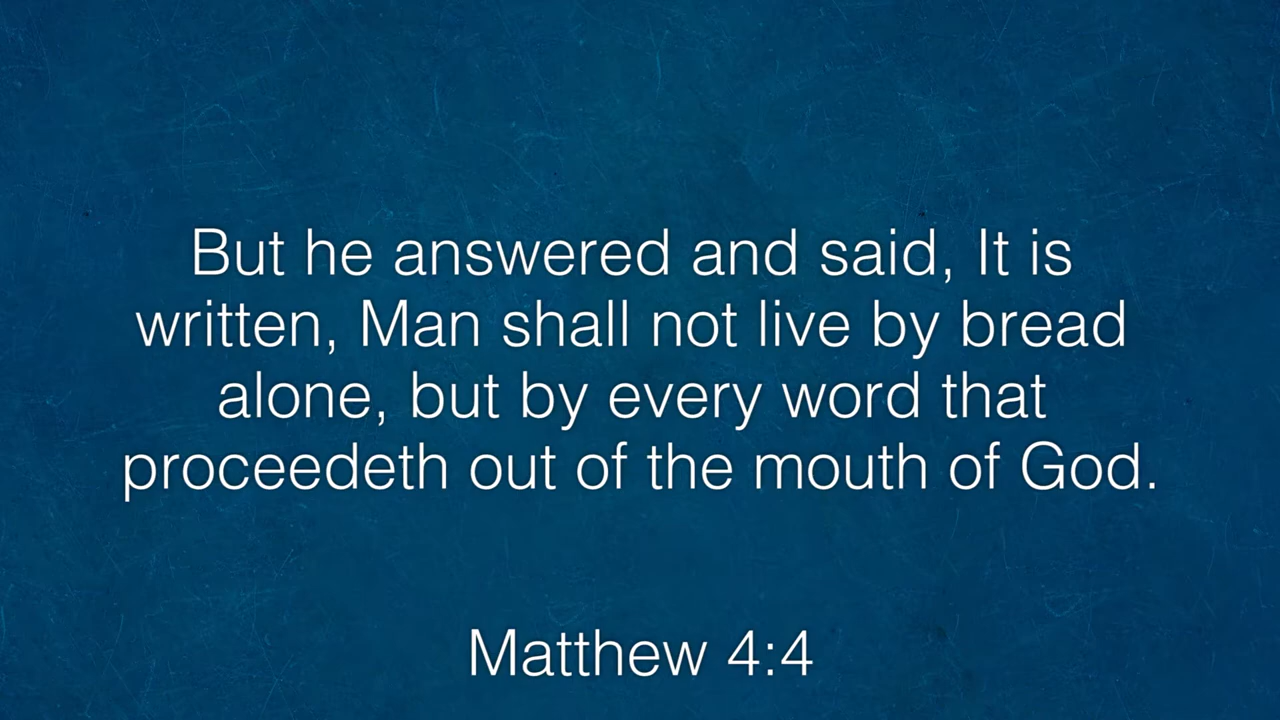 But he answered and said, It is
written, Man shall not live by bread
alone, but by every word that
proceedeth out of the mouth of God.
Matthew 4:4